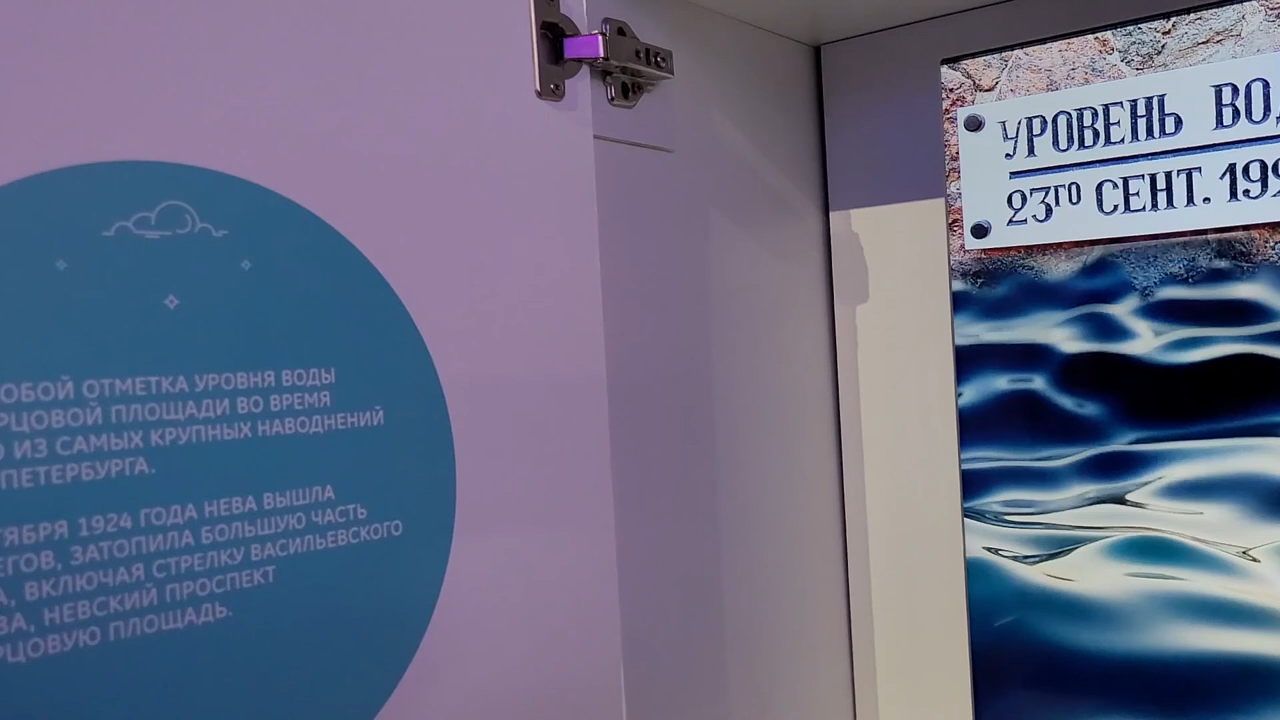 ОБОЙ ОТМЕТКА УРОВНЯ ВОДЫ
РЦОВОЙ ПЛОЩАДИ ВО ВРЕМЯ
О ИЗ САМЫХ КРУПНЫХ НАВОДНЕНИЙ
ПЕТЕРБУРГА.
ТЯБРЯ 1924 ГОДА НЕВА ВЫШЛА
ЕГОВ, ЗАТОПИЛА БОЛЬШУЮ ЧАСТЬ
А, ВКЛЮЧАЯ СТРЕЛКУ ВАСИЛЬЕВСКОГО
ВА, НЕВСКИЙ ПРОСПЕКТ
РЦОВУЮ ПЛОЩАДЬ.
УРОВЕНЬ ВО
23го СЕНТ. 19